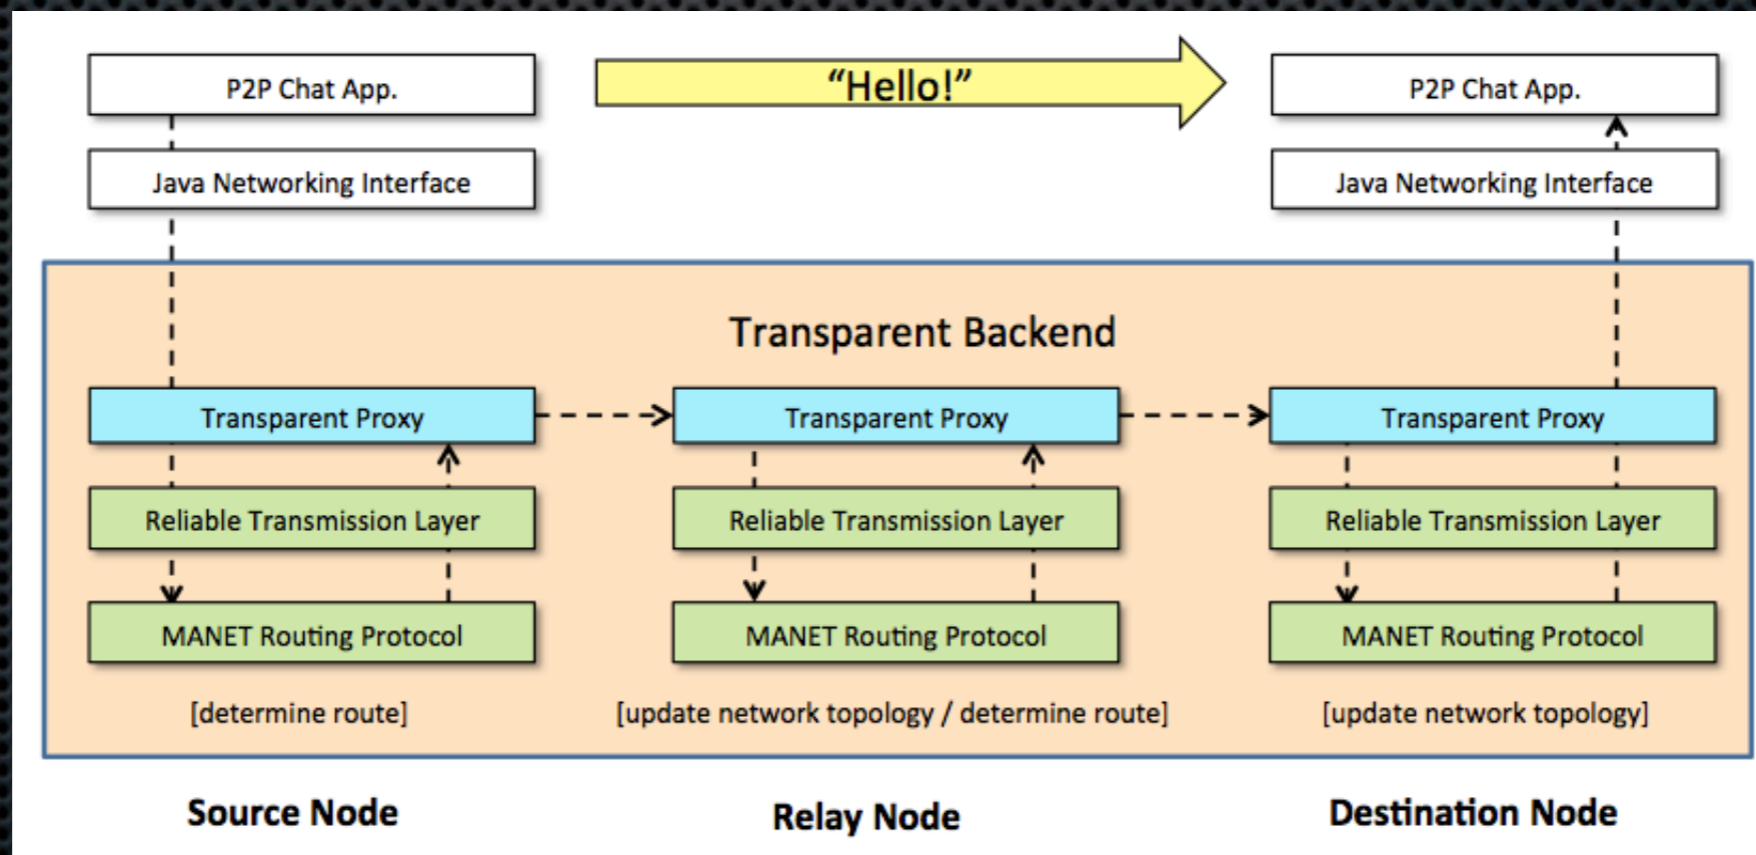 P2P Chat App.
“Hello!”
P2P Chat App.
Java Networking Interface
Java Networking Interface
Transparent Backend
Transparent Proxy
Transparent Proxy
Transparent Proxy
Reliable Transmission Layer
Reliable Transmission Layer
Reliable Transmission Layer
MANET Routing Protocol
MANET Routing Protocol
MANET Routing Protocol
[determine route]
[update network topology / determine route]
[update network topology]
Source Node
Relay Node
Destination Node